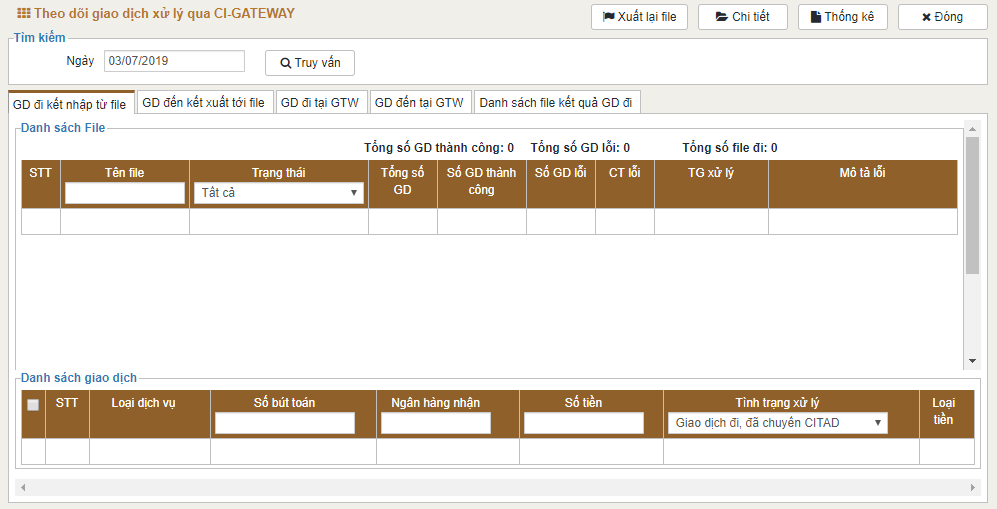 Theo dõi giao dịch xử lý qua CI-GATEWAY
Xuất lại file
Chi tiết
Thống kê
Đóng
Tìm kiếm
Ngày 03/07/2019 Truy vấn
GD đi kết nhập từ file
GD đến kết xuất tới file
GD đi tại GTW
GD đến tại GTW
Danh sách file kết quả GD đi
Danh sách File
Tổng số GD thành công: 0 Tổng số GD lỗi: 0 Tổng số file đi: 0
STT
Tên file
Trạng thái
Tất cả
Tổng số
GD
Số GD thành
công
Số GD lỗi
CT lỗi
TG xử lý
Mô tả lỗi
Danh sách giao dịch
STT
Loại dịch vụ
Số bút toán
Ngân hàng nhận
Số tiền
Tình trạng xử lý
Giao dịch đi, đã chuyển CITAD
Loại
tiền